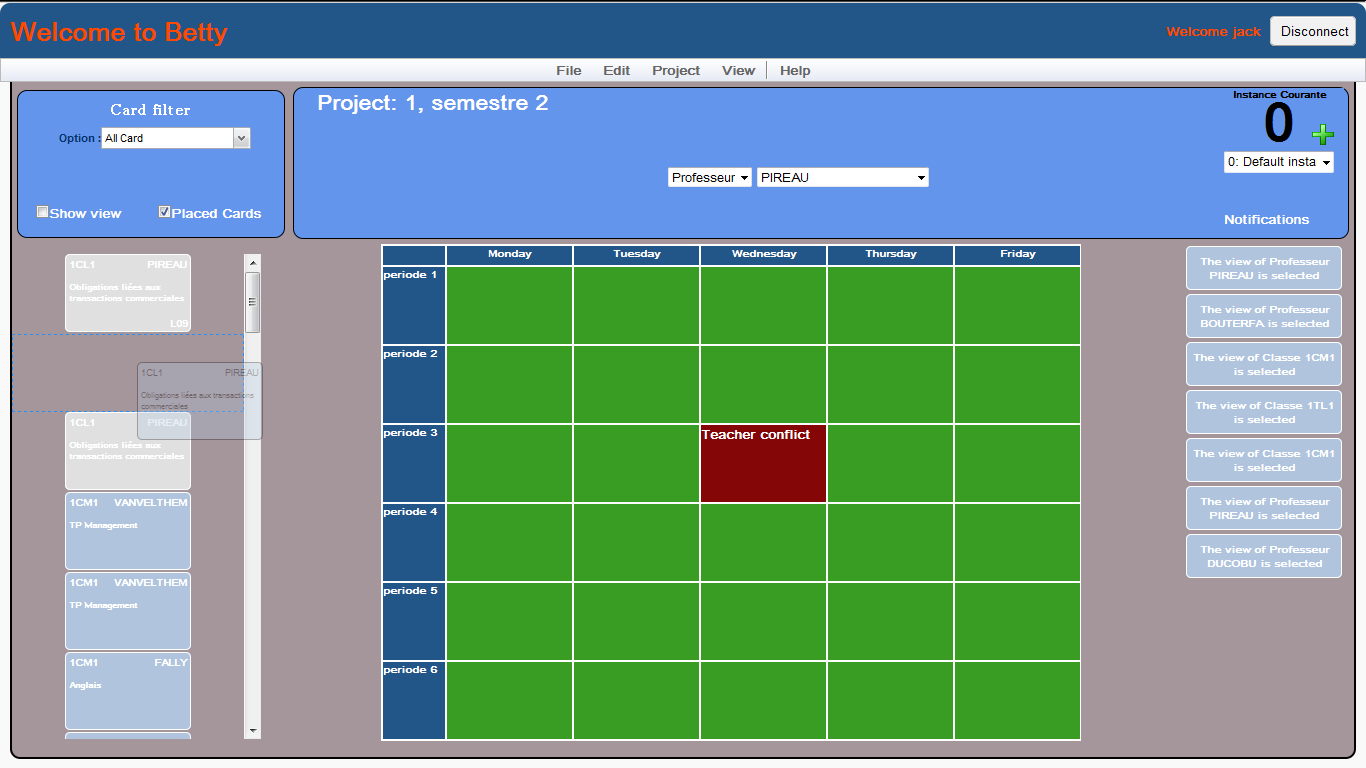 Welcome to Betty
Welcome jack
Disconnect
File Edit Project View Help
Card filter
Option : All Card
Show view
Placed Cards
Project: 1, semestre 2
Professeur
PIREAU
Instance Courante
0
0: Default insta
Notifications
1CL1 PIREAU
Obligations liées aux
transactions commerciales
L09
1CL1 PIREAU
Obligations liées aux transactions
commerciales
1CL1 PIREAU
Obligations liées aux
transactions commerciales
1CM1 VANVELTHEM
TP Management
1CM1 VANVELTHEM
TP Management
1CM1 FALLY
Anglais
Monday Tuesday Wednesday Thursday Friday
periode 1
periode 2
periode 3
Teacher conflict
periode 4
periode 5
periode 6
The view of Professeur
PIREAU is selected
The view of Professeur
BOUTERFA is selected
The view of Classe 1CM1
is selected
The view of Classe 1TL1
is selected
The view of Classe 1CM1
is selected
The view of Professeur
PIREAU is selected
The view of Professeur
DUCOBU is selected